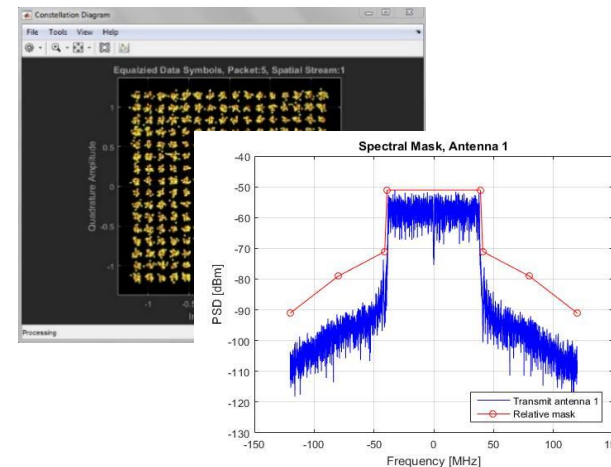 Constellation Diagram
File Tools View Help
Equalzied Data Symbols, Packet:5, Spatial Stream:1
Quadrature Amplitude
1
0.5
0
-0.5
-1
-1
-0.5
Processing
Spectral Mask, Antenna 1
PSD [dBm]
-40
-50
-60
-70
-80
-90
-100
-110
-120
-130
-150 -100 -50 0 50 100
Frequency [MHz]
Transmit antenna 1
Relative mask